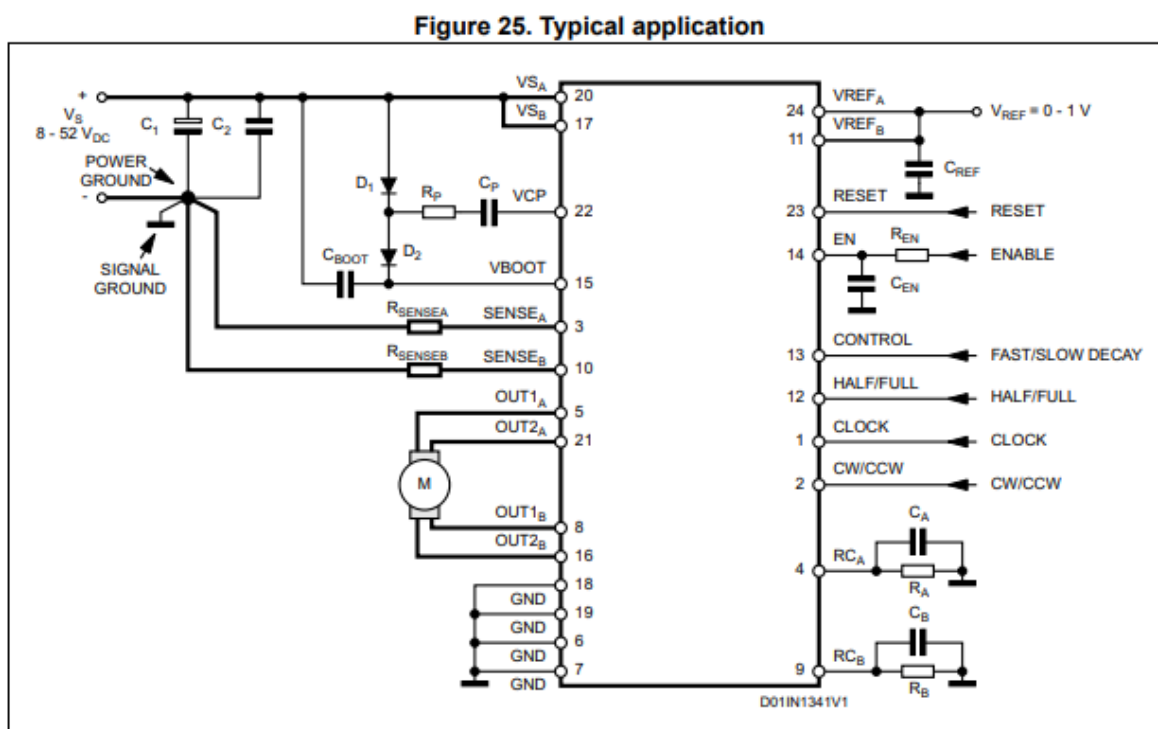 Figure 25. Typical application
+
VS
8 - 52 VDC
C1
C2
POWER
GROUND
-
SIGNAL
GROUND
D1
RP
CP
D2
CBOOT
RSENSEA
RSENSEB
M
VSA
20
VSB
17
VCP
22
VBOOT
15
SENSEA
3
SENSEB
10
OUT1A
5
OUT2A
21
OUT1B
8
OUT2B
16
18
GND
19
GND
6
GND
7
GND
24
VREFA
VREF = 0 - 1 V
11
VREFB
CREF
23
RESET
RESET
14
EN
REN
ENABLE
CEN
13
CONTROL
FAST/SLOW DECAY
12
HALF/FULL
HALF/FULL
1
CLOCK
CLOCK
2
CW/CCW
CW/CCW
CA
4
RCA
RA
CB
9
RCB
RB
D01IN1341V1